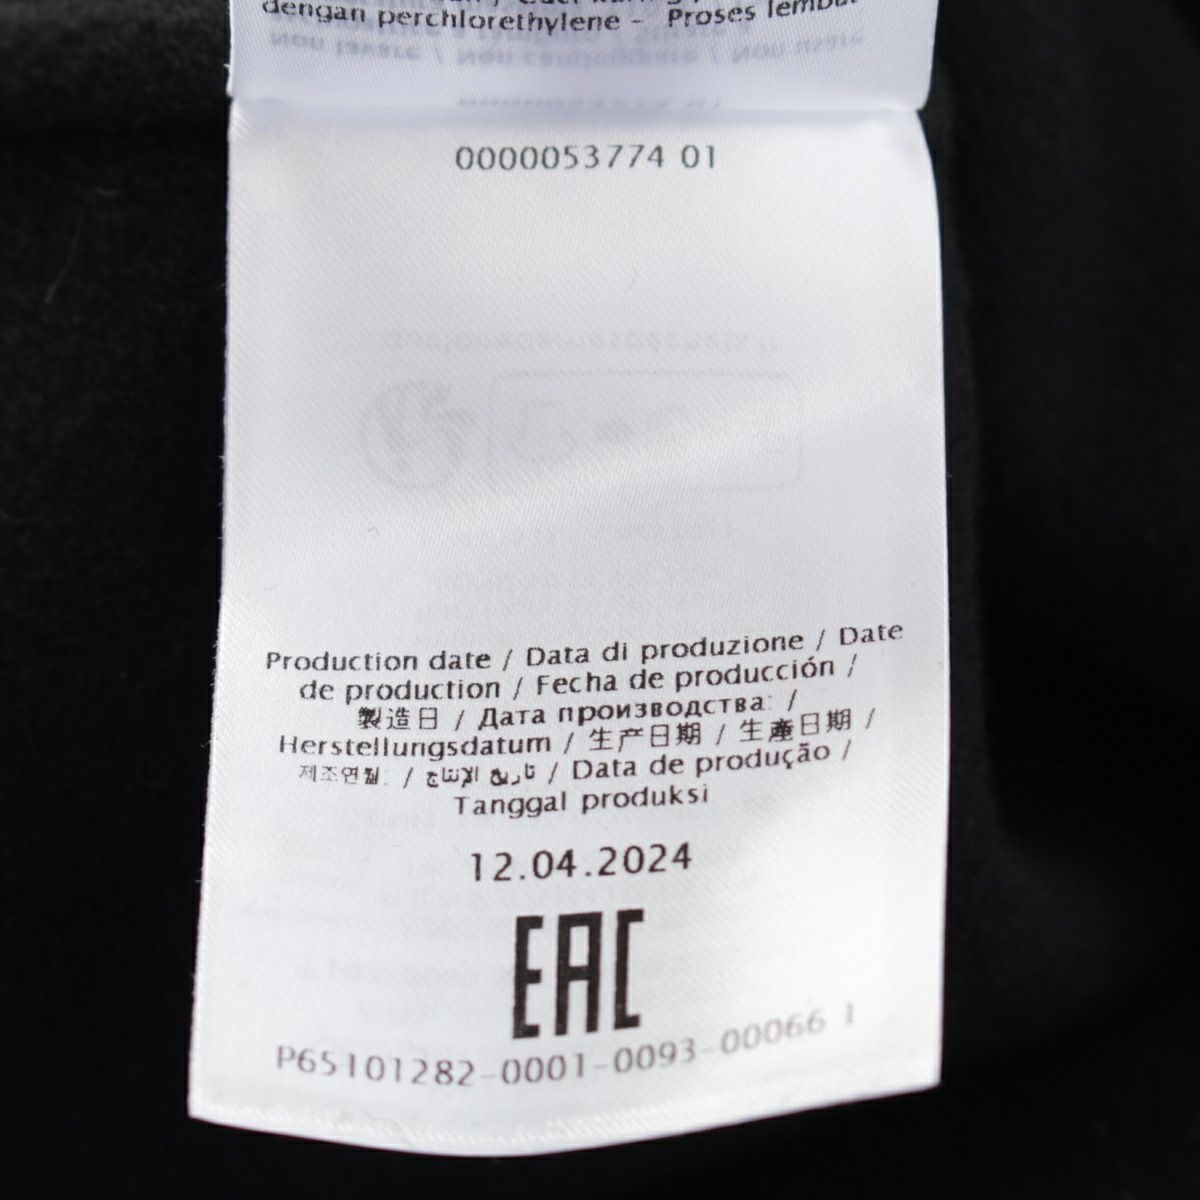 dengan perchlorethylene - Proses lembut
0000053774 01
Production date / Data di produzione / Date
de production / Fecha de producción /
製造日 / Дата производства: /
Herstellungsdatum / 生产日期 / 生產日期 /
제조연월: / تاريخ الإنتاج / Data de produção /
Tanggal produksi
12.04.2024
EAC
P65101282-0001-0093-00066 1